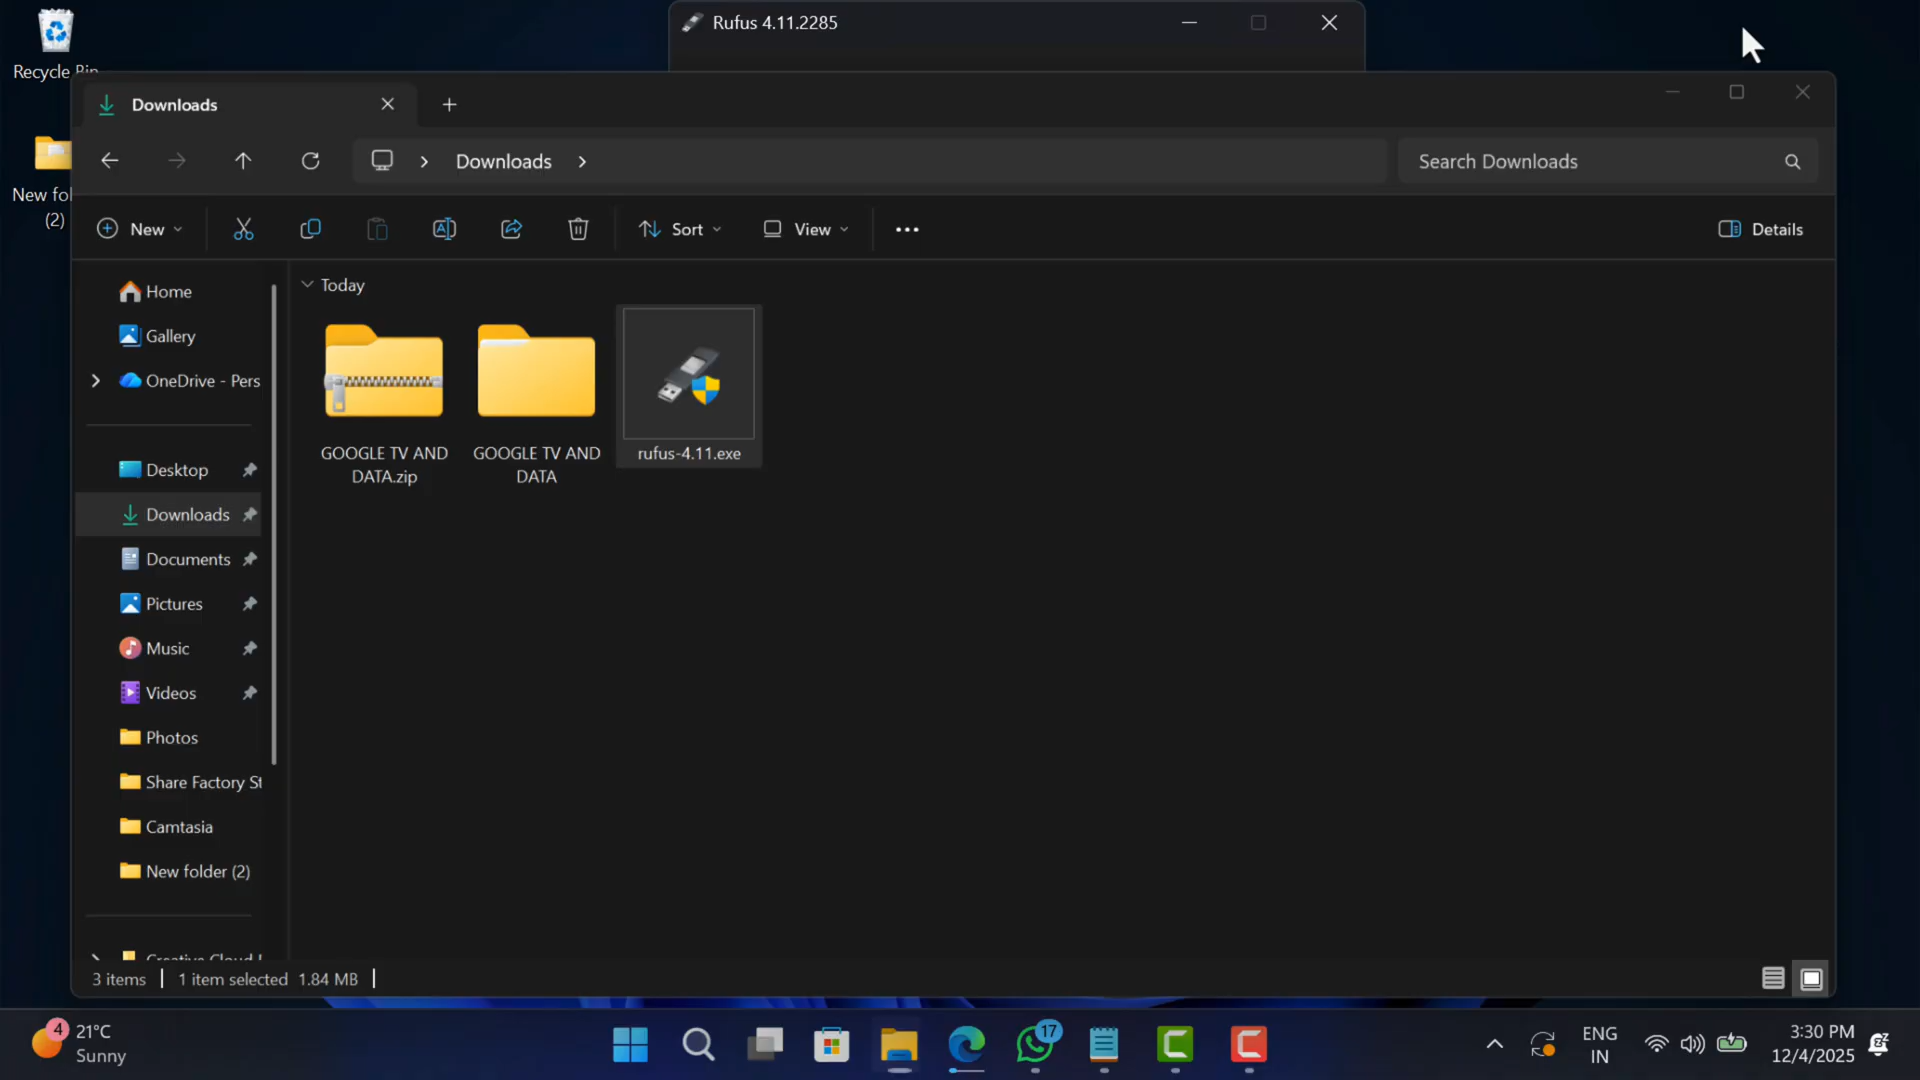 Rufus 4.11.2285
Recycle Bin
Downloads
Downloads
Search Downloads
New fol
(2)
New
Sort
View
Details
Home
Gallery
OneDrive - Pers
Desktop
Downloads
Documents
Pictures
Music
Videos
Photos
Share Factory St
Camtasia
New folder (2)
Creative Cloud
Today
GOOGLE TV AND
DATA.zip
GOOGLE TV AND
DATA
rufus-4.11.exe
3 items
1 item selected 1.84 MB
4
21°C
Sunny
17
ENG
IN
3:30 PM
12/4/2025